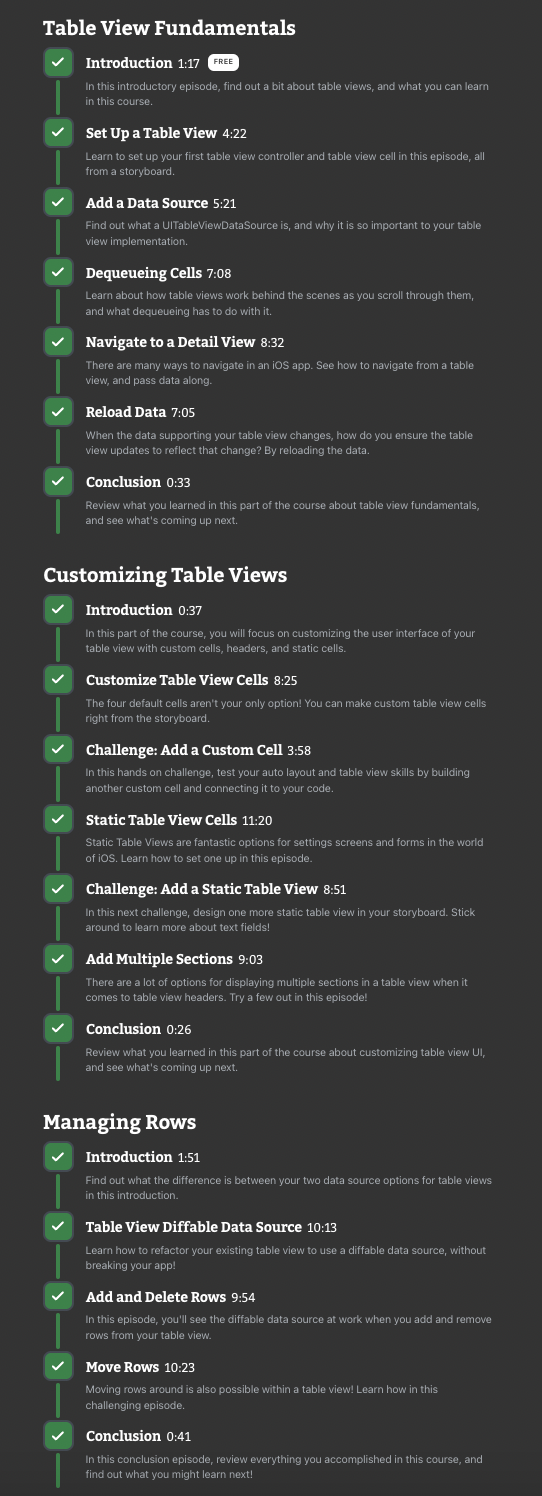 Table View Fundamentals
Introduction 1:17 FREE
In this introductory episode, find out a bit about table views, and what you can learn
in this course.
Set Up a Table View 4:22
Learn to set up your first table view controller and table view cell in this episode, all
from a storyboard.
Add a Data Source 5:21
Find out what a UITableViewDataSource is, and why it is so important to your table
view implementation.
Dequeueing Cells 7:08
Learn about how table views work behind the scenes as you scroll through them,
and what dequeueing has to do with it.
Navigate to a Detail View 8:32
There are many ways to navigate in an iOS app. See how to navigate from a table
view, and pass data along.
Reload Data 7:05
When the data supporting your table view changes, how do you ensure the table
view updates to reflect that change? By reloading the data.
Conclusion 0:33
Review what you learned in this part of the course about table view fundamentals,
and see what's coming up next.
Customizing Table Views
Introduction 0:37
In this part of the course, you will focus on customizing the user interface of your
table view with custom cells, headers, and static cells.
Customize Table View Cells 8:25
The four default cells aren't your only option! You can make custom table view cells
right from the storyboard.
Challenge: Add a Custom Cell 3:58
In this hands on challenge, test your auto layout and table view skills by building
another custom cell and connecting it to your code.
Static Table View Cells 11:20
Static Table Views are fantastic options for settings screens and forms in the world
of iOS. Learn how to set one up in this episode.
Challenge: Add a Static Table View 8:51
In this next challenge, design one more static table view in your storyboard. Stick
around to learn more about text fields!
Add Multiple Sections 9:03
There are a lot of options for displaying multiple sections in a table view when it
comes to table view headers. Try a few out in this episode!
Conclusion 0:26
Review what you learned in this part of the course about customizing table view UI,
and see what's coming up next.
Managing Rows
Introduction 1:51
Find out what the difference is between your two data source options for table views
in this introduction.
Table View Diffable Data Source 10:13
Learn how to refactor your existing table view to use a diffable data source, without
breaking your app!
Add and Delete Rows 9:54
In this episode, you'll see the diffable data source at work when you add and remove
rows from your table view.
Move Rows 10:23
Moving rows around is also possible within a table view! Learn how in this
challenging episode.
Conclusion 0:41
In this conclusion episode, review everything you accomplished in this course, and
find out what you might learn next!